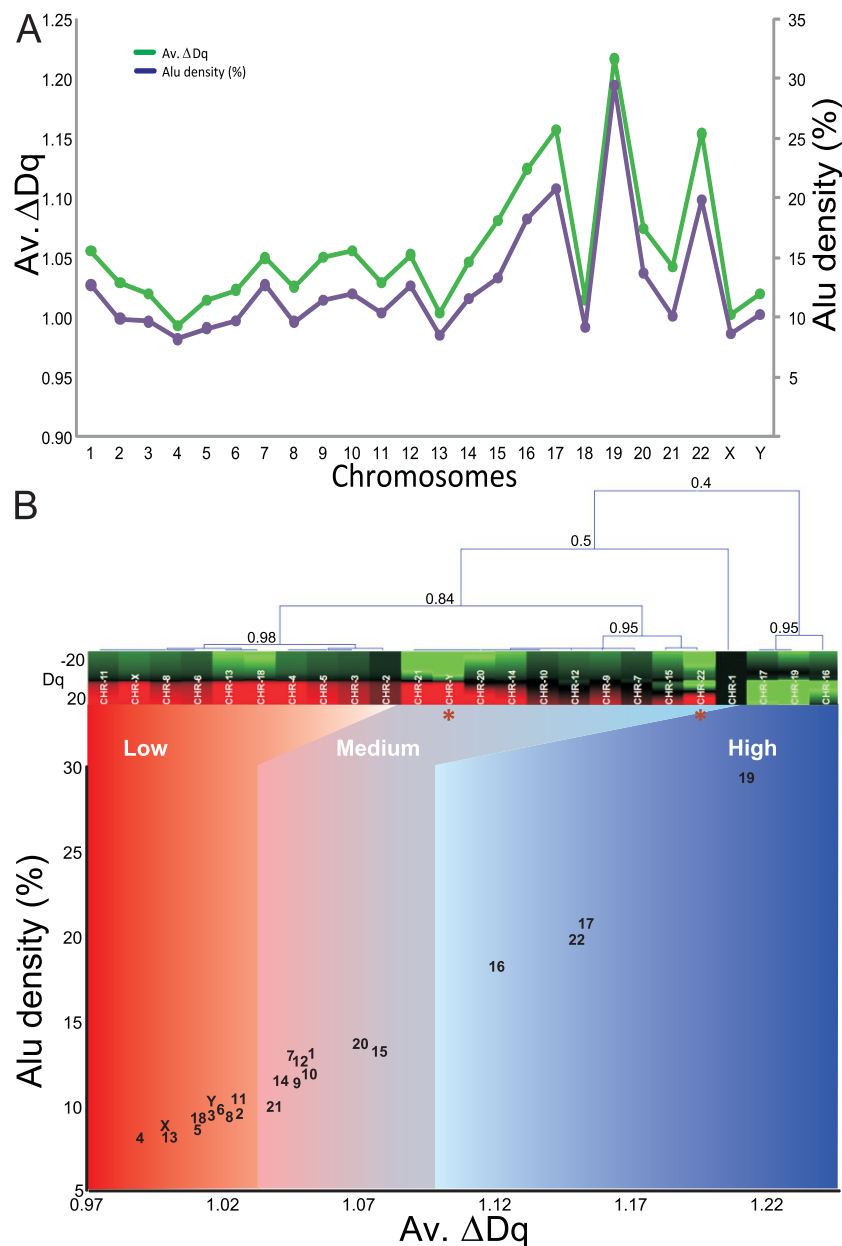 A
Av. ΔDq
Alu density (%)
1.25
1.20
1.15
1.10
1.05
1.00
0.95
0.90
Av. ΔDq
35
30
25
20
15
10
5
Alu density (%)
1 2 3 4 5 6 7 8 9 10 11 12 13 14 15 16 17 18 19 20 21 22 X Y
Chromosomes
B
0.4
0.5
0.84
0.98
0.95
0.95
-20
Dq
20
CHR-11 CHR-X CHR-8 CHR-6 CHR-13 CHR-18 CHR-4 CHR-5 CHR-3 CHR-2 CHR-21 CHR-Y CHR-20 CHR-14 CHR-10 CHR-12 CHR-9 CHR-7 CHR-15 CHR-22 CHR-1 CHR-17 CHR-19 CHR-16
* *
Low Medium High
30
25
20
15
10
5
Alu density (%)
19
17
22
16
20 15
7 12 1
14 9 10
21
Y 11
18 3 6 8 2
5
X
4 13
0.97 1.02 1.07 1.12 1.17 1.22
Av. ΔDq